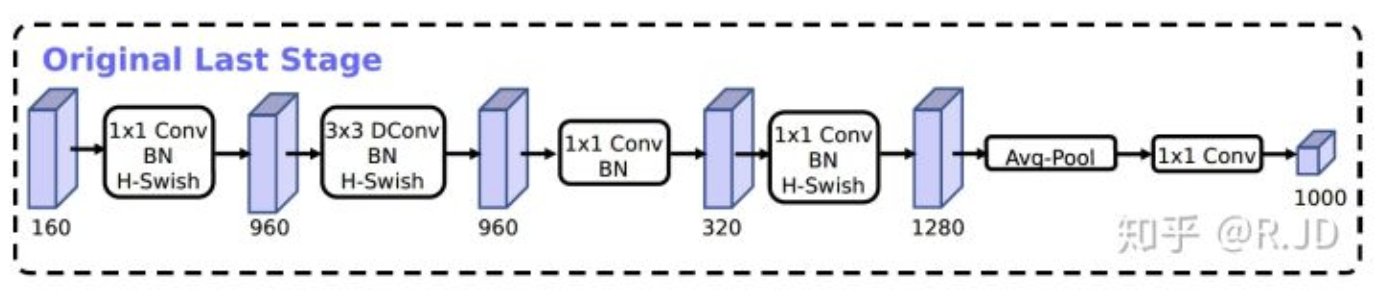 Original Last Stage
1x1 Conv
BN
H-Swish
3x3 DConv
BN
H-Swish
1x1 Conv
BN
1x1 Conv
BN
H-Swish
Avg-Pool
1x1 Conv
160
960
960
320
1280
1000
知乎 @R.JD